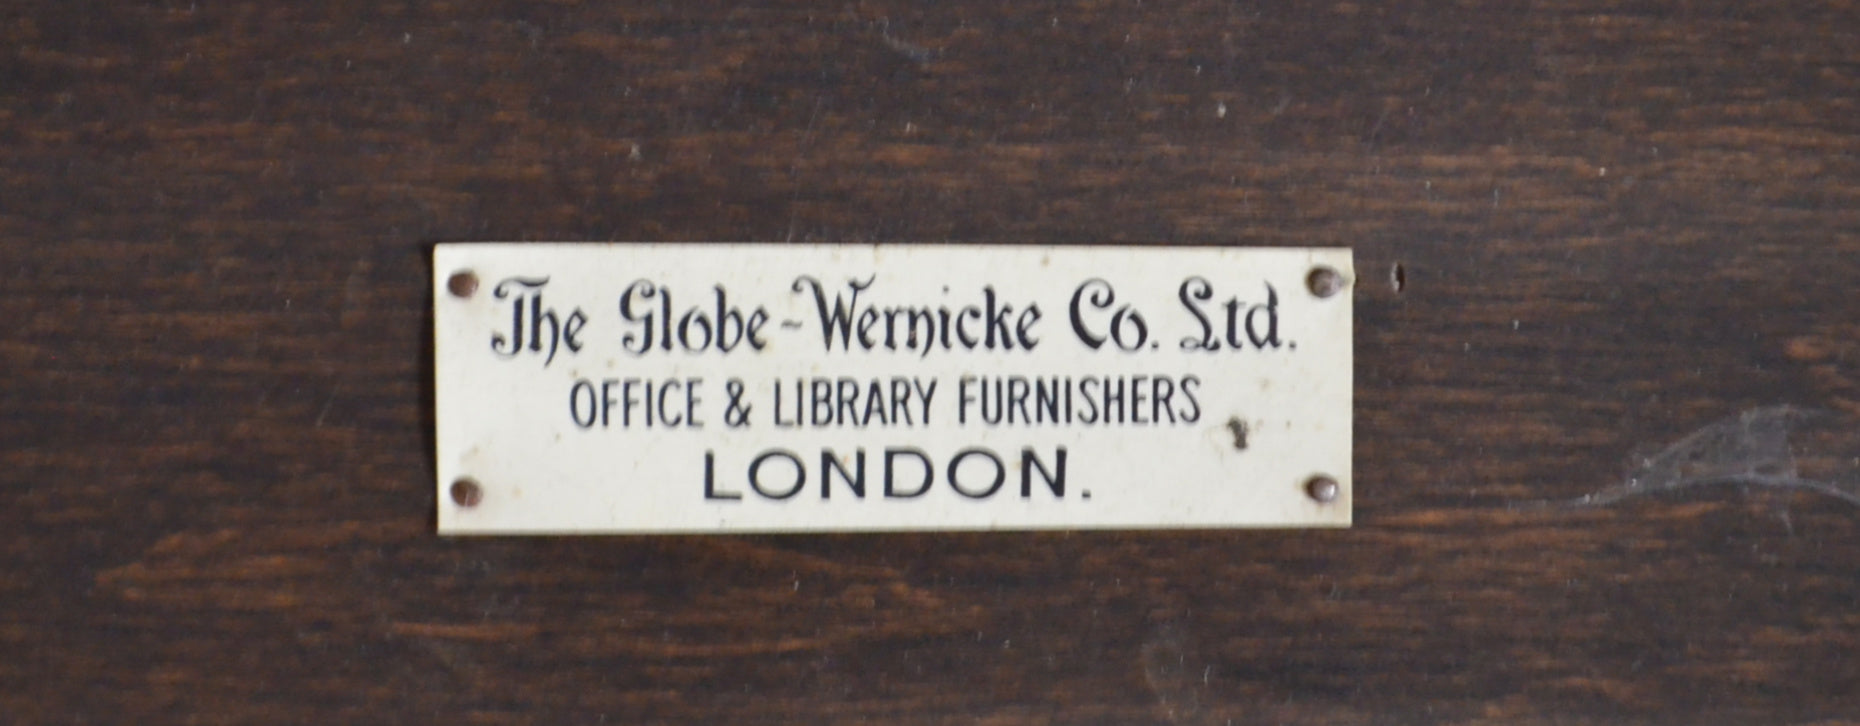 The Globe-Wernicke Co. Ltd.
OFFICE & LIBRARY FURNISHERS
LONDON.